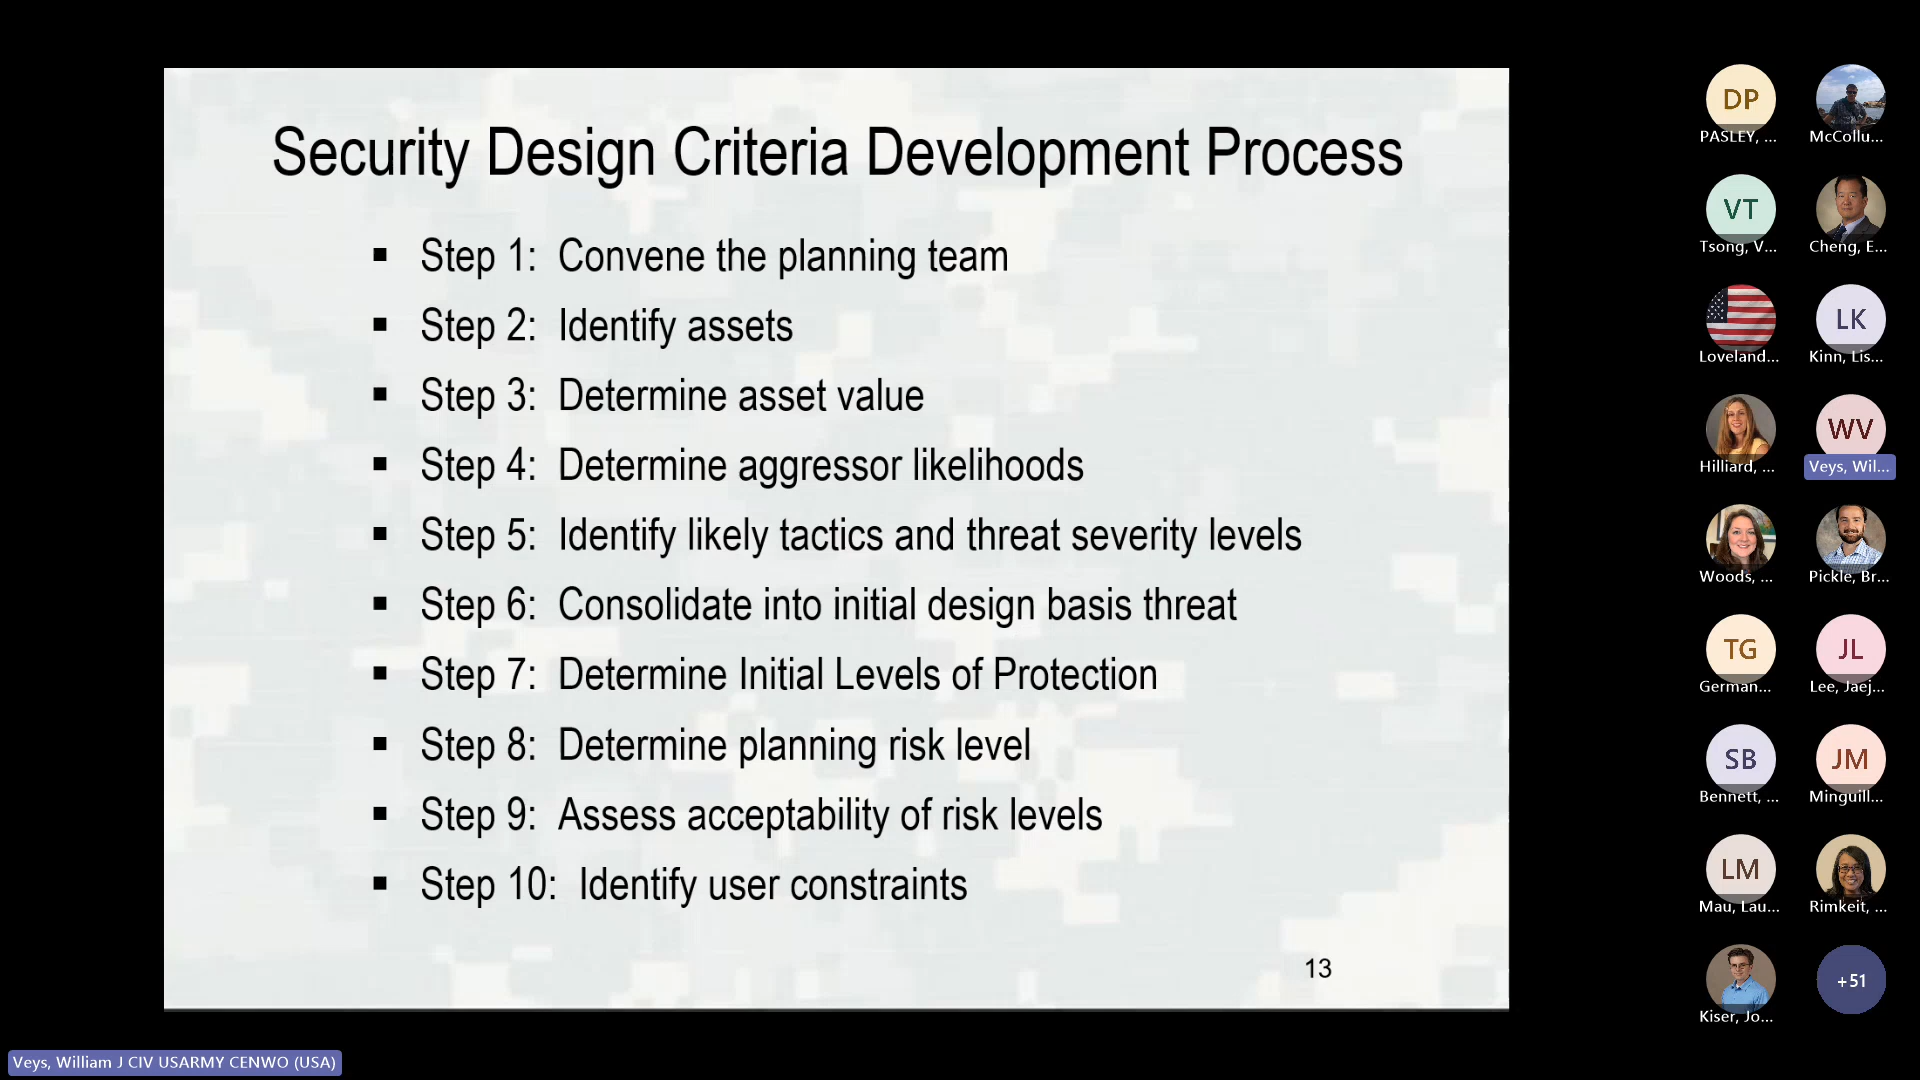 Security Design Criteria Development Process
▪ Step 1: Convene the planning team
▪ Step 2: Identify assets
▪ Step 3: Determine asset value
▪ Step 4: Determine aggressor likelihoods
▪ Step 5: Identify likely tactics and threat severity levels
▪ Step 6: Consolidate into initial design basis threat
▪ Step 7: Determine Initial Levels of Protection
▪ Step 8: Determine planning risk level
▪ Step 9: Assess acceptability of risk levels
▪ Step 10: Identify user constraints
13
DP
PASLEY, ...
McCollu...
VT
Tsong, V...
Cheng, E...
Loveland...
LK
Kinn, Lis...
Hilliard, ...
WV
Veys, Wil...
Woods, ...
Pickle, Br...
TG
German...
JL
Lee, Jaej...
SB
Bennett, ...
JM
Minguill...
LM
Mau, Lau...
Rimkeit, ...
Kiser, Jo...
+51
Veys, William J CIV USARMY CENWO (USA)